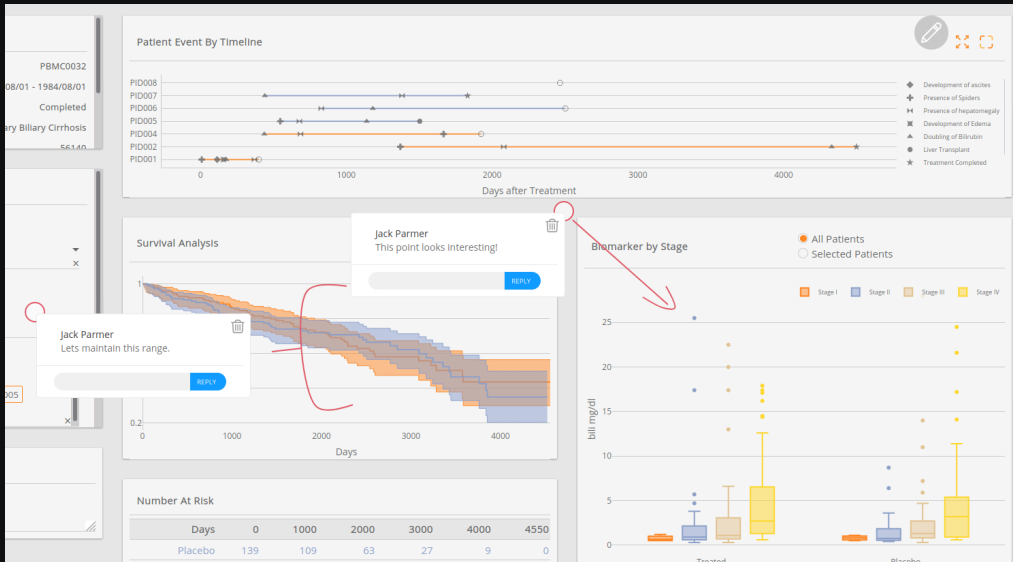 PBMC0032
08/01 - 1984/08/01
Completed
ary Biliary Cirrhosis
56140
005
Patient Event By Timeline
PID008
PID007
PID006
PID005
PID004
PID002
PID001
0 1000 2000 3000 4000
Days after Treatment
Development of ascites
Presence of Spiders
Presence of hepatomegaly
Development of Edema
Doubling of Bilirubin
Liver Transplant
Treatment Completed
Survival Analysis
Jack Parmer
This point looks interesting!
REPLY
Jack Parmer
Lets maintain this range.
REPLY
1
0.2
0 1000 2000 3000 4000
Days
Biomarker by Stage
All Patients
Selected Patients
Stage I Stage II Stage III Stage IV
25
20
15
10
5
0
bili mg/dl
Treated Placebo
Number At Risk
Days 0 1000 2000 3000 4000 4550
Placebo 139 109 63 27 9 0